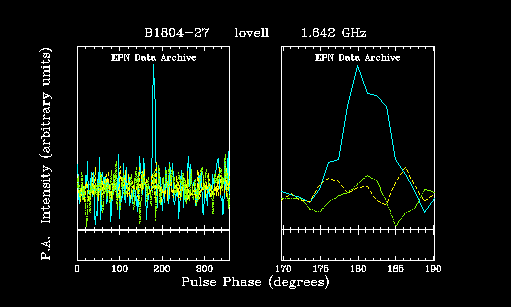 B1804-27 lovell 1.642 GHz
EPN Data Archive EPN Data Archive
P.A. Intensity (arbitrary units)
0 100 200 300 170 175 180 185 190
Pulse Phase (degrees)